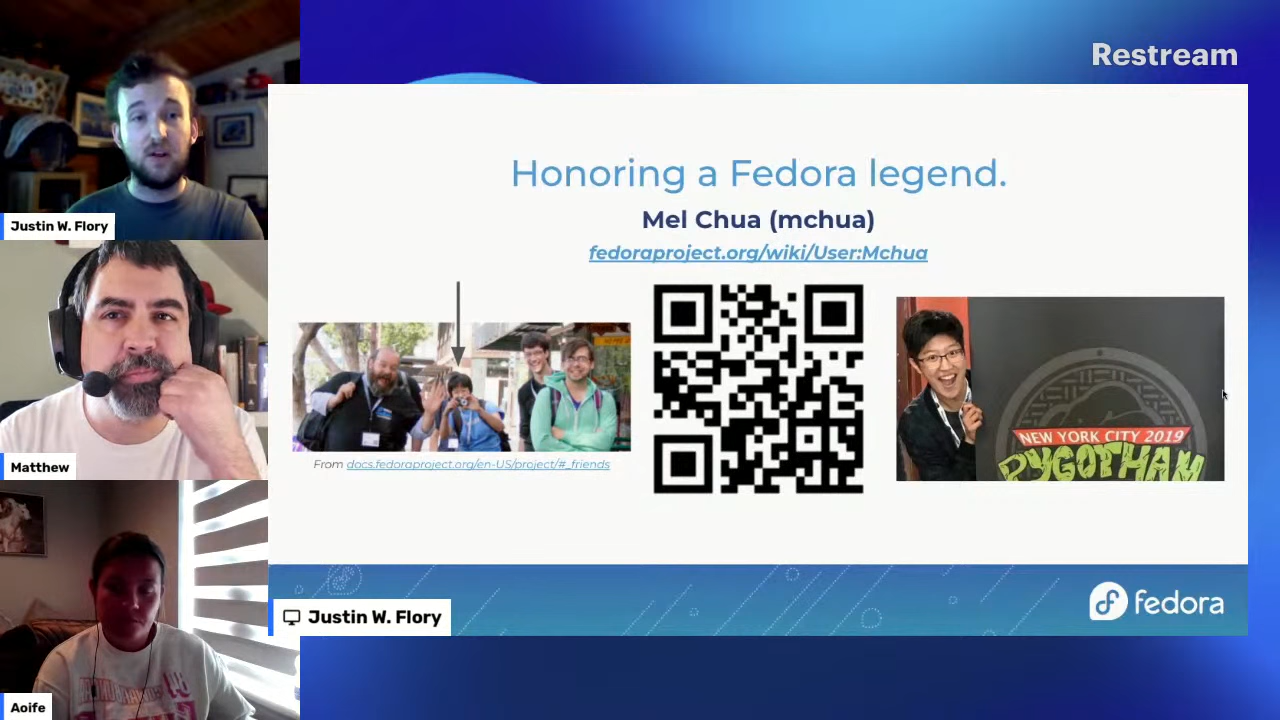 Restream
Honoring a Fedora legend.
Mel Chua (mchua)
fedoraproject.org/wiki/User:Mchua
From docs.fedoraproject.org/en-US/project/#_friends
NEW YORK CITY 2019
PYGOTHAM
fedora
Justin W. Flory
Justin W. Flory
Matthew
Aoife